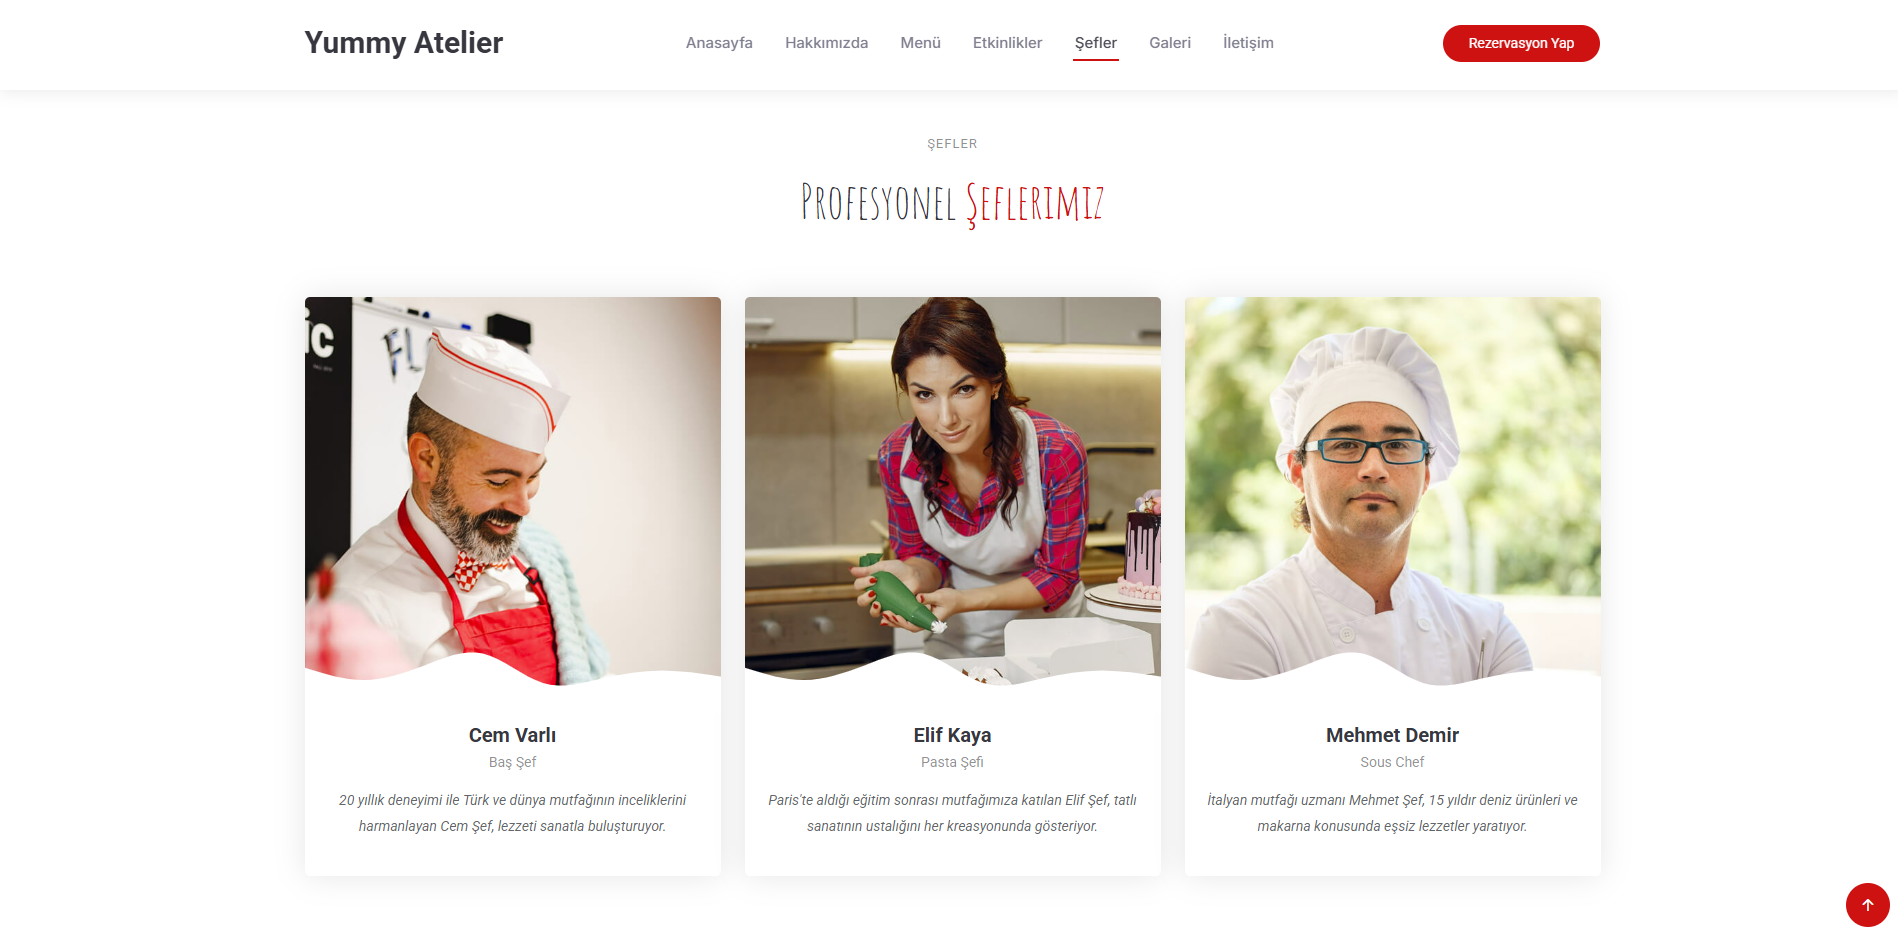 Yummy Atelier
Anasayfa
Hakkımızda
Menü
Etkinlikler
Şefler
Galeri
İletişim
Rezervasyon Yap
ŞEFLER
Profesyonel Şeflerimiz
ic
FL
Cem Varlı
Baş Şef
20 yıllık deneyimi ile Türk ve dünya mutfağının inceliklerini
harmanlayan Cem Şef, lezzeti sanatla buluşturuyor.
Elif Kaya
Pasta Şefi
Paris'te aldığı eğitim sonrası mutfağımıza katılan Elif Şef, tatlı
sanatının ustalığını her kreasyonunda gösteriyor.
Mehmet Demir
Sous Chef
İtalyan mutfağı uzmanı Mehmet Şef, 15 yıldır deniz ürünleri ve
makarna konusunda eşsiz lezzetler yaratıyor.